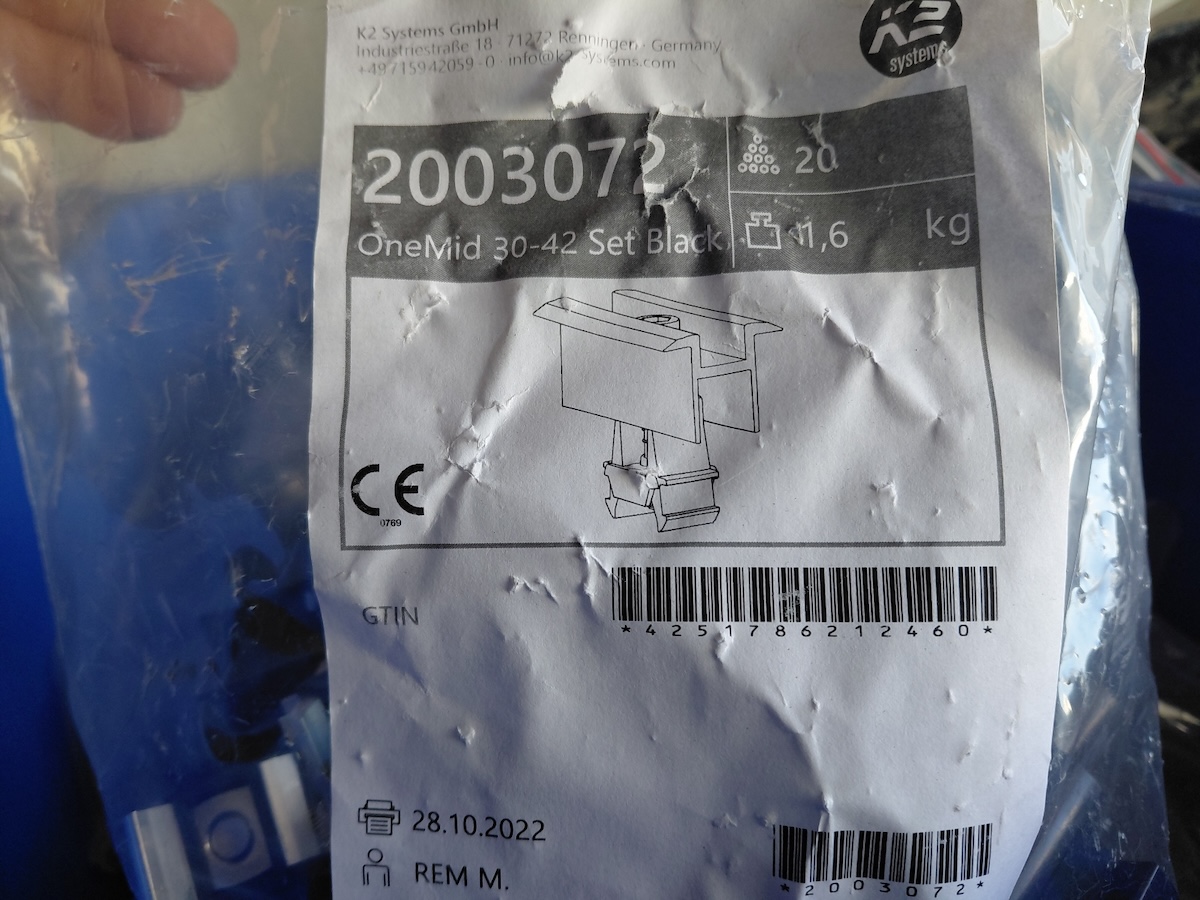 K2 Systems GmbH
Industriestraße 18 · 71272 Renningen · Germany
+49 7159 42059-0 · info@k2-systems.com
K2
systems
2003072
OneMid 30-42 Set Black
20
1,6 kg
CE
0769
GTIN
*4251786212460*
28.10.2022
REM M.
*2003072*